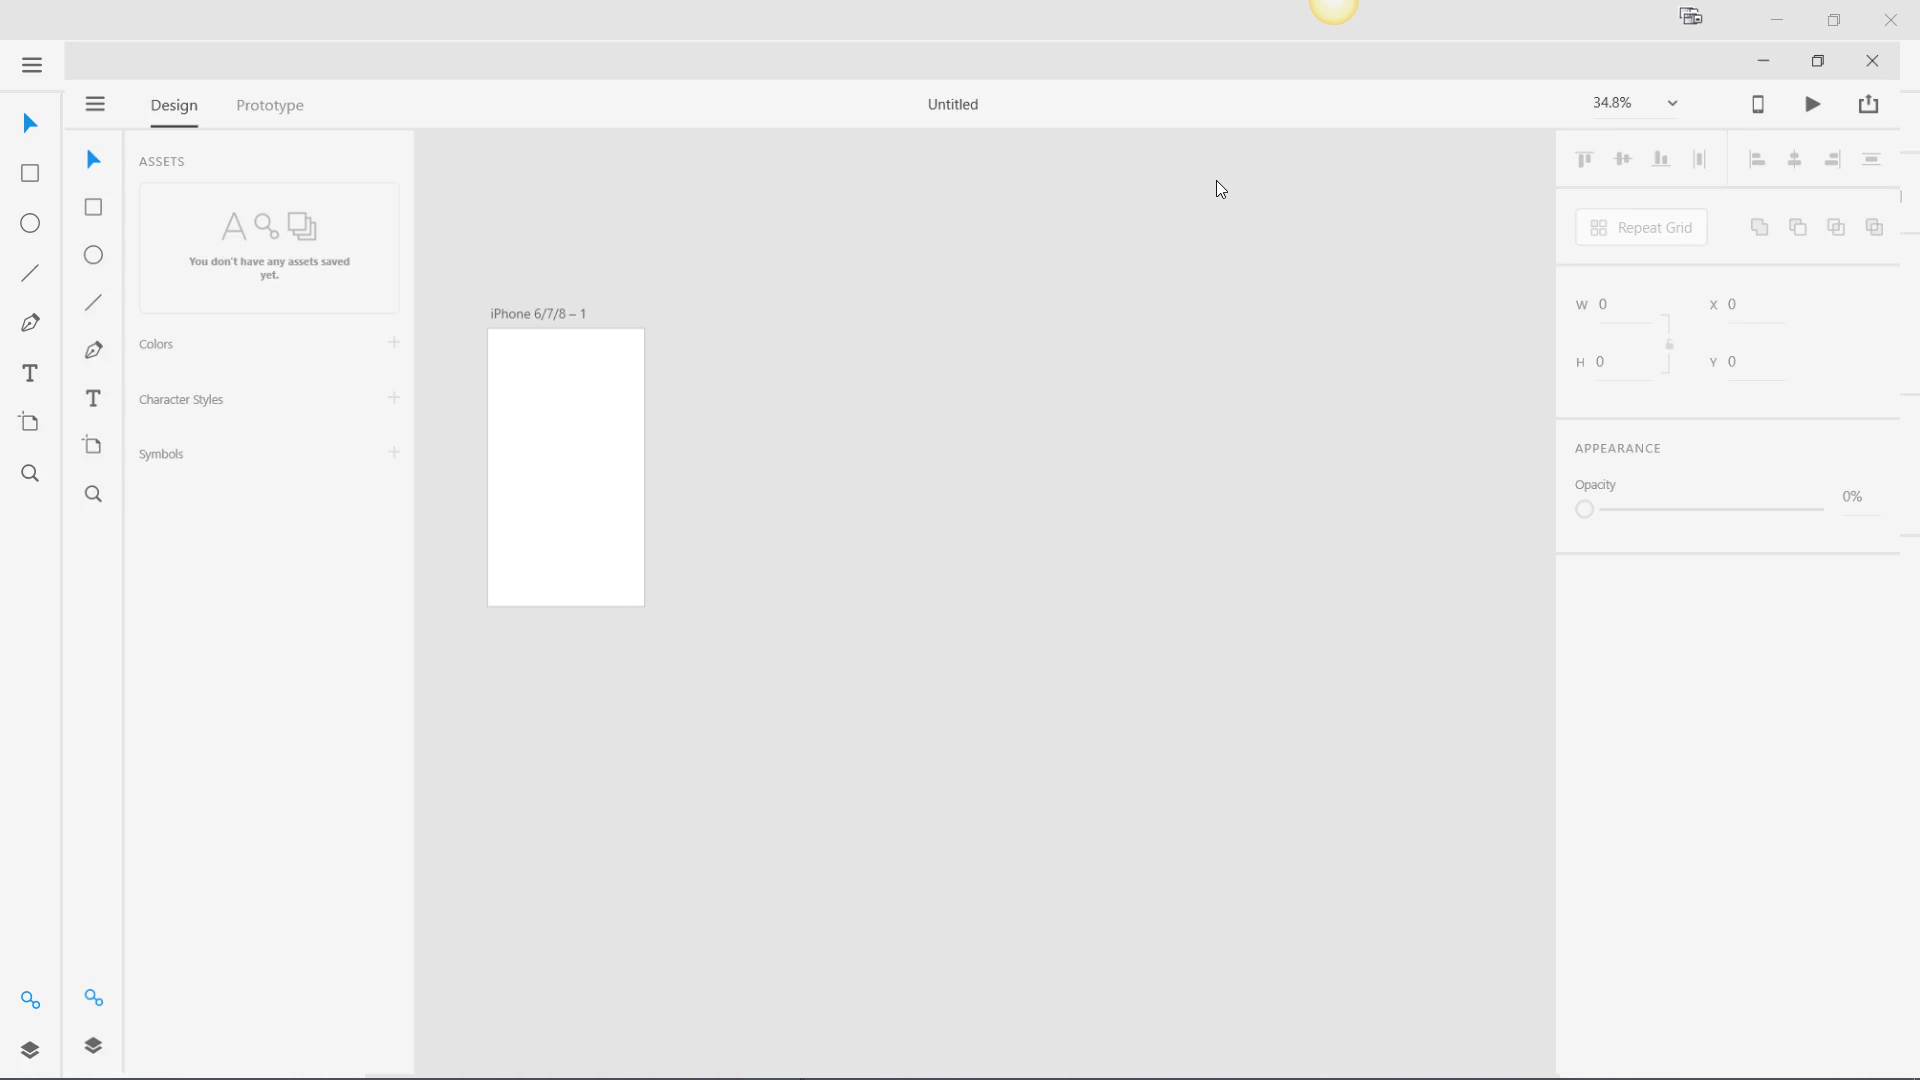 Design
Prototype
Untitled
34.8%
ASSETS
You don't have any assets saved
yet.
Colors
Character Styles
Symbols
iPhone 6/7/8 – 1
Repeat Grid
W 0
X 0
H 0
Y 0
APPEARANCE
Opacity
0%